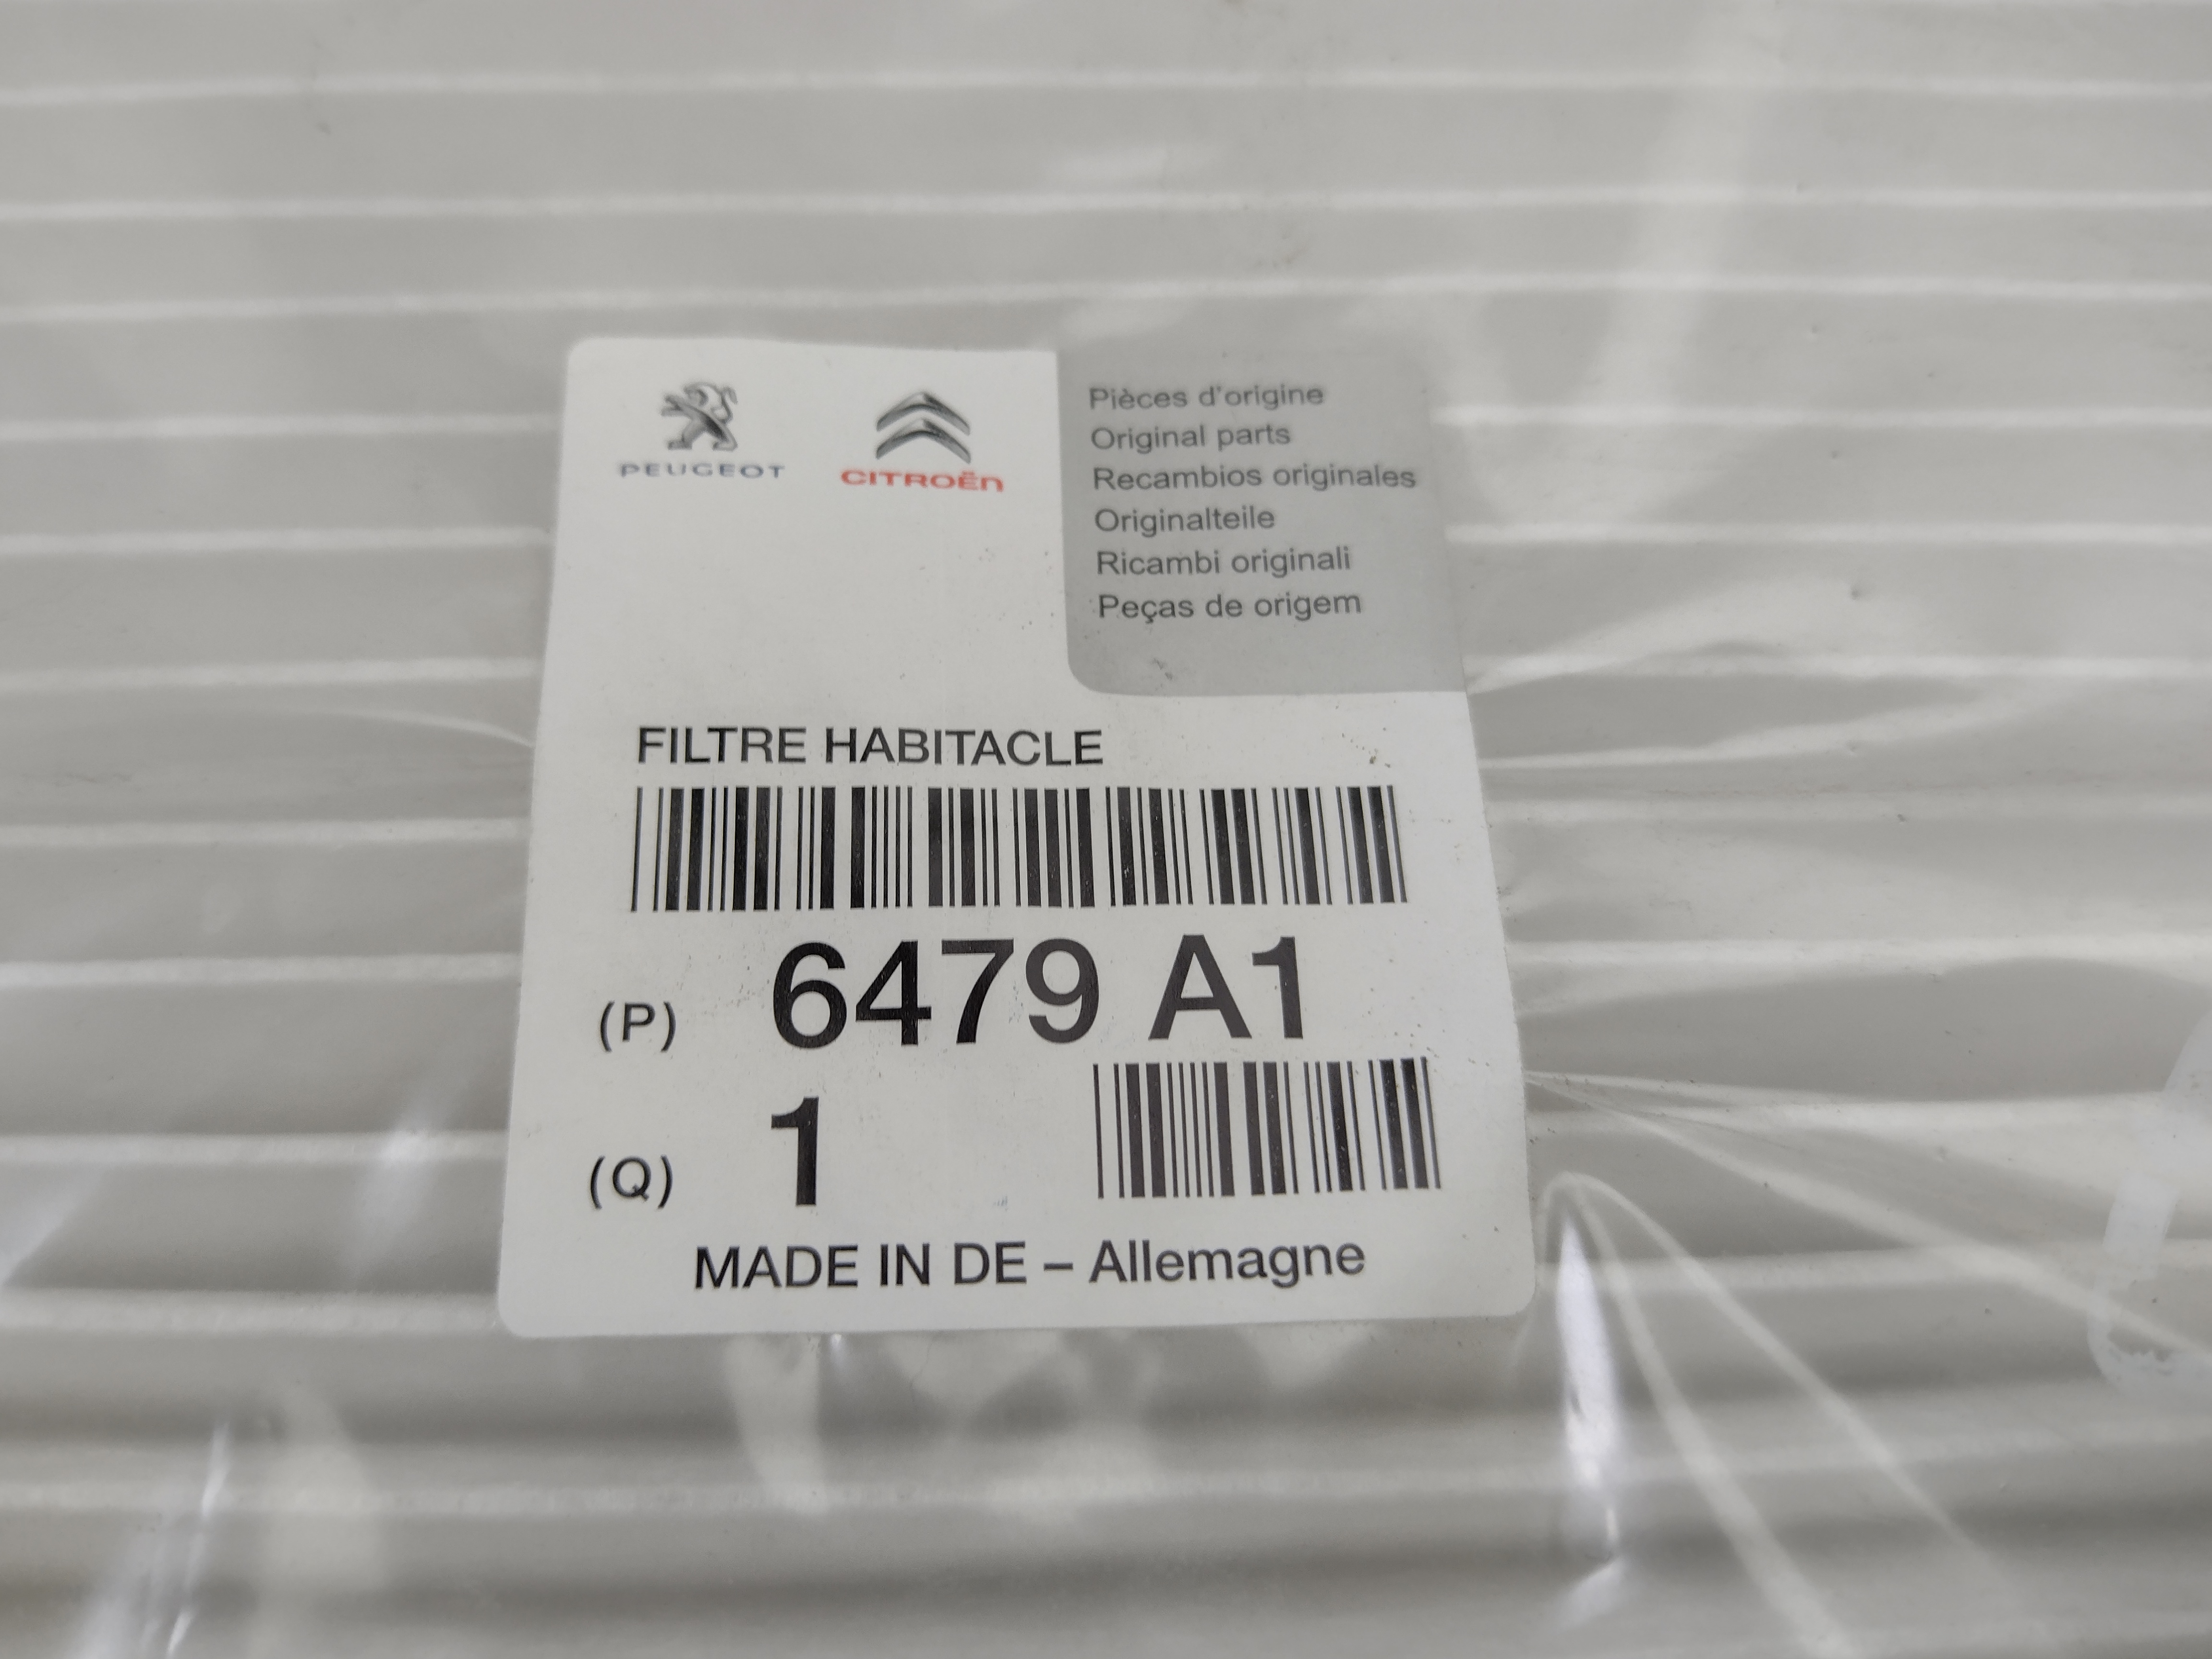 PEUGEOT
CITROËN
Pièces d'origine
Original parts
Recambios originales
Originalteile
Ricambi originali
Peças de origem
FILTRE HABITACLE
(P) 6479 A1
(Q) 1
MADE IN DE – Allemagne